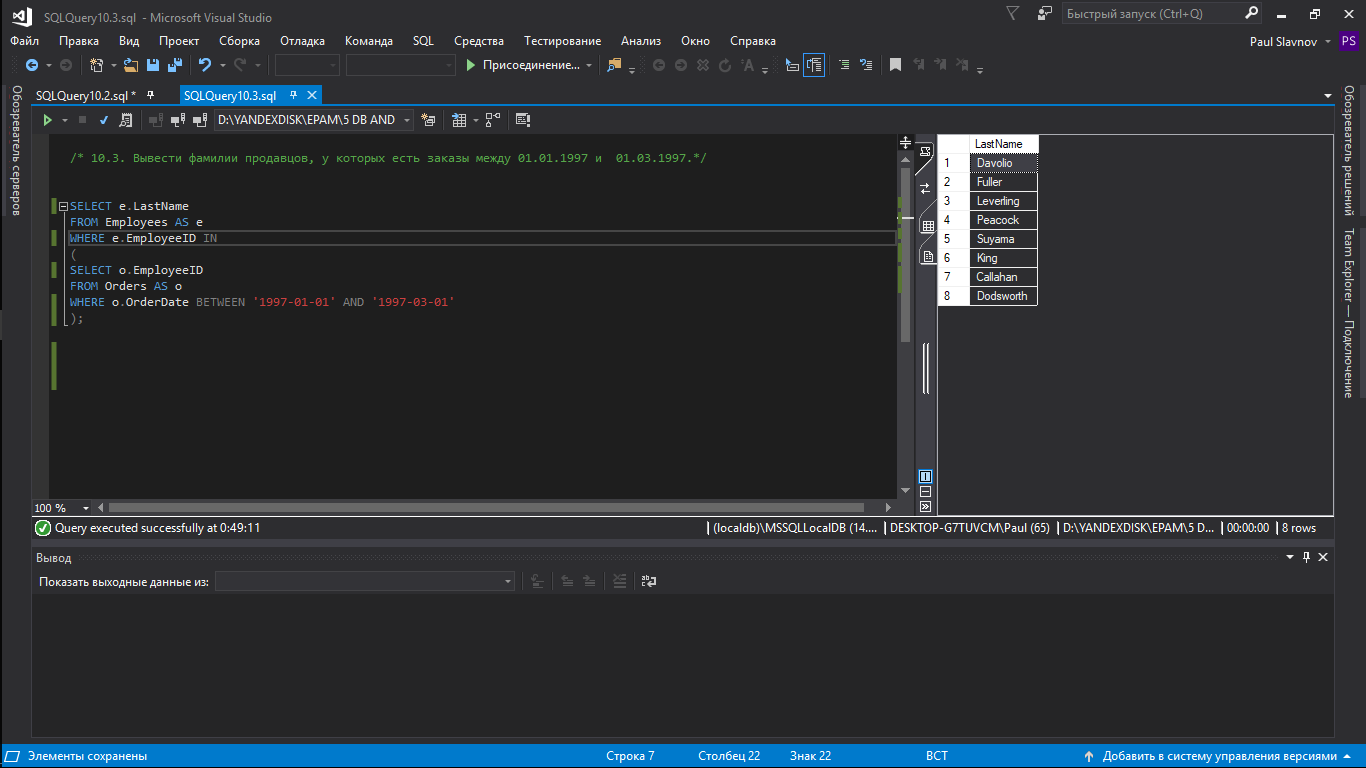 SQLQuery10.3.sql - Microsoft Visual Studio
Быстрый запуск (Ctrl+Q)
Файл Правка Вид Проект Сборка Отладка Команда SQL Средства Тестирование Анализ Окно Справка
Paul Slavnov PS
Присоединение...
Обозреватель серверов
SQLQuery10.2.sql *
SQLQuery10.3.sql
D:\YANDEXDISK\EPAM\5 DB AND
/* 10.3. Вывести фамилии продавцов, у которых есть заказы между 01.01.1997 и 01.03.1997.*/
SELECT e.LastName
FROM Employees AS e
WHERE e.EmployeeID IN
(
SELECT o.EmployeeID
FROM Orders AS o
WHERE o.OrderDate BETWEEN '1997-01-01' AND '1997-03-01'
);
LastName
1 Davolio
2 Fuller
3 Leverling
4 Peacock
5 Suyama
6 King
7 Callahan
8 Dodsworth
Обозреватель решений
Team Explorer — Подключение
100 %
Query executed successfully at 0:49:11
(localdb)\MSSQLLocalDB (14.... DESKTOP-G7TUVCM\Paul (65) D:\YANDEXDISK\EPAM\5 D... 00:00:00 8 rows
Вывод
Показать выходные данные из:
Элементы сохранены
Строка 7 Столбец 22 Знак 22 ВСТ
Добавить в систему управления версиями